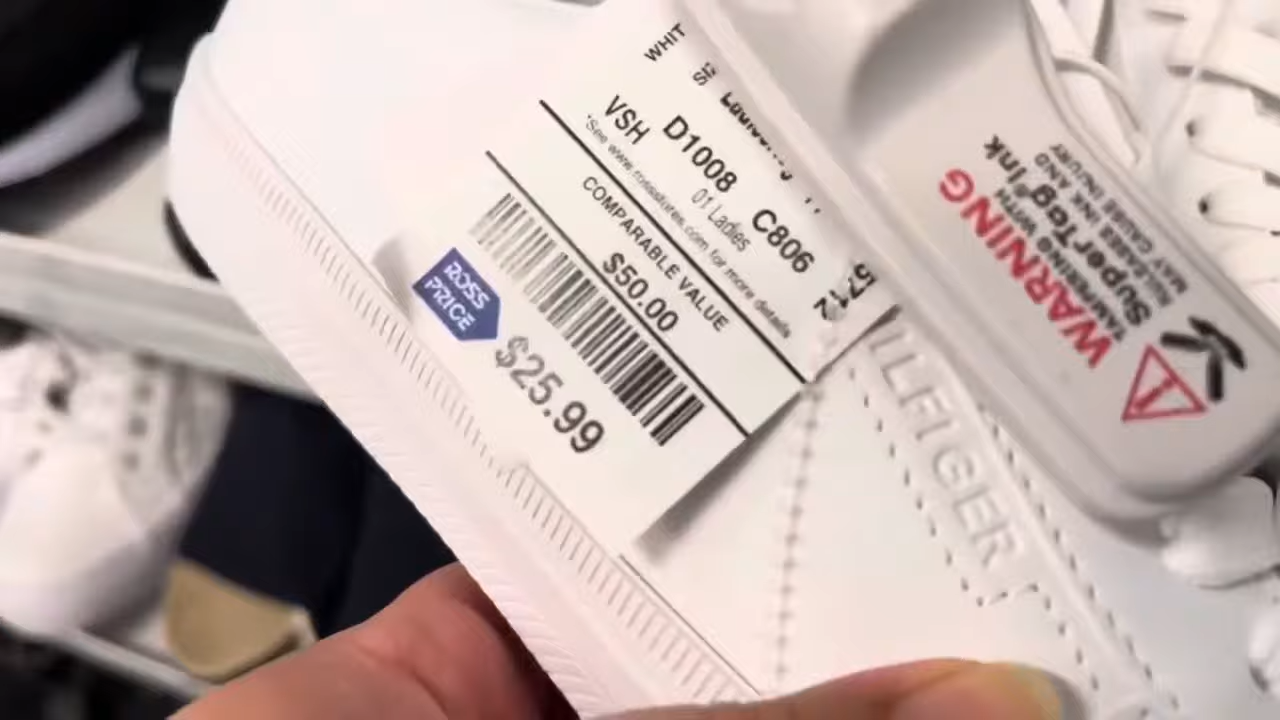 WHIT
D1008 C806
VSH 01 Ladies
*See www.rossstores.com for more details
COMPARABLE VALUE
$50.00
ROSS
PRICE
$25.99
WARNING
TAMPERING WITH
SuperTag® Ink
RELEASES INK AND
MAY CAUSE INJURY
ILFIGER